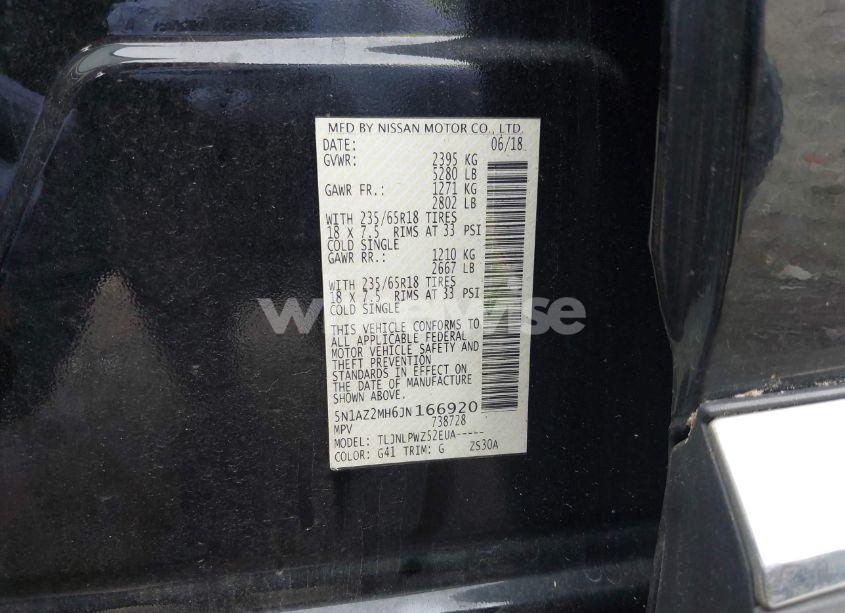 MFD BY NISSAN MOTOR CO., LTD.
DATE: 06/18
GVWR: 2395 KG
5280 LB
GAWR FR.: 1271 KG
2802 LB
WITH 235/65R18 TIRES
18 X 7.5 RIMS AT 33 PSI
COLD SINGLE
GAWR RR.: 1210 KG
2667 LB
WITH 235/65R18 TIRES
18 X 7.5 RIMS AT 33 PSI
COLD SINGLE
THIS VEHICLE CONFORMS TO
ALL APPLICABLE FEDERAL
MOTOR VEHICLE SAFETY AND
THEFT PREVENTION
STANDARDS IN EFFECT ON
THE DATE OF MANUFACTURE
SHOWN ABOVE.
5N1AZ2MH6JN166920
MPV 738728
MODEL: TLJNLPWZ52EUA-----
COLOR: G41 TRIM: G ZS30A